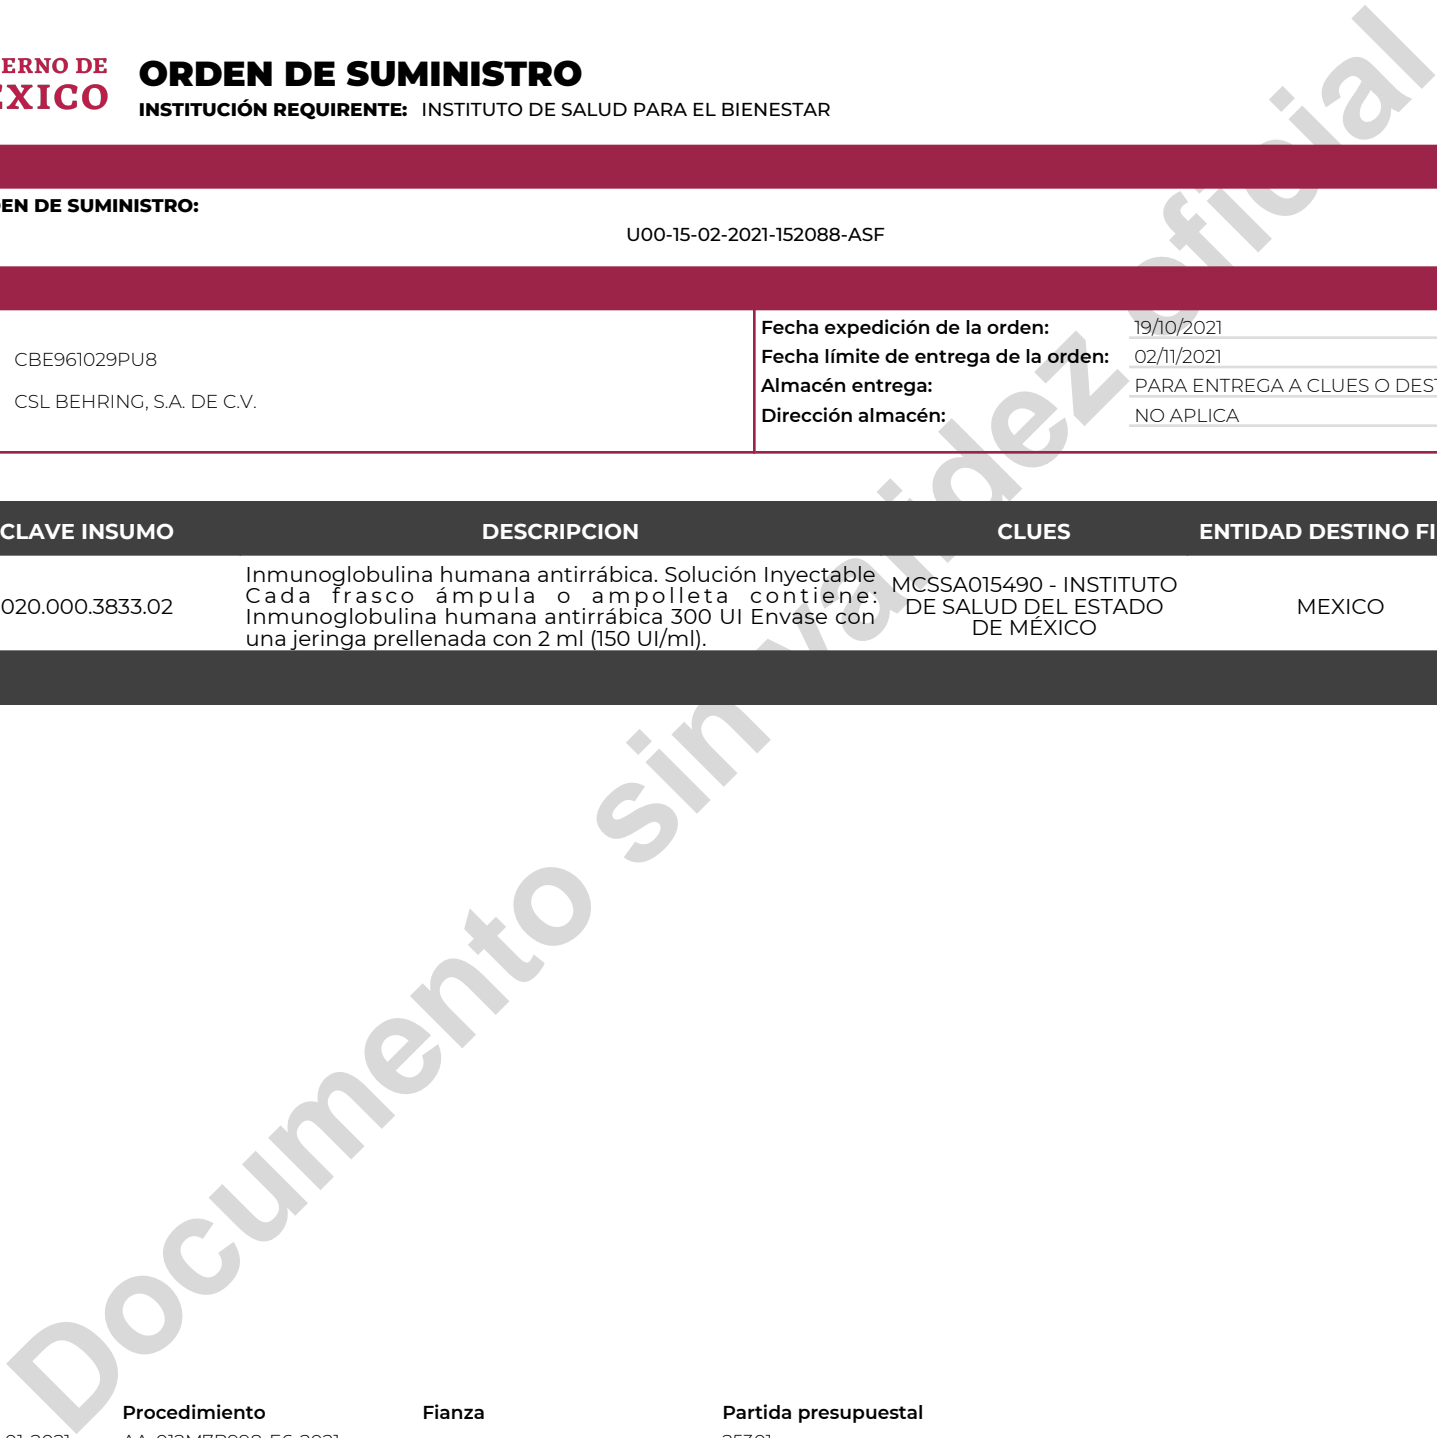 ERNO DE
EXICO
ORDEN DE SUMINISTRO
INSTITUCIÓN REQUIRENTE: INSTITUTO DE SALUD PARA EL BIENESTAR
EN DE SUMINISTRO:
U00-15-02-2021-152088-ASF
CBE961029PU8
CSL BEHRING, S.A. DE C.V.
Fecha expedición de la orden: 19/10/2021
Fecha límite de entrega de la orden: 02/11/2021
Almacén entrega: PARA ENTREGA A CLUES O DEST
Dirección almacén: NO APLICA
CLAVE INSUMO DESCRIPCION CLUES ENTIDAD DESTINO FI
020.000.3833.02
Inmunoglobulina humana antirrábica. Solución Inyectable
Cada frasco ámpula o ampolleta contiene:
Inmunoglobulina humana antirrábica 300 UI Envase con
una jeringa prellenada con 2 ml (150 UI/ml).
MCSSA015490 - INSTITUTO
DE SALUD DEL ESTADO
DE MÉXICO
MEXICO
Documento sin validez oficial
Procedimiento Fianza Partida presupuestal